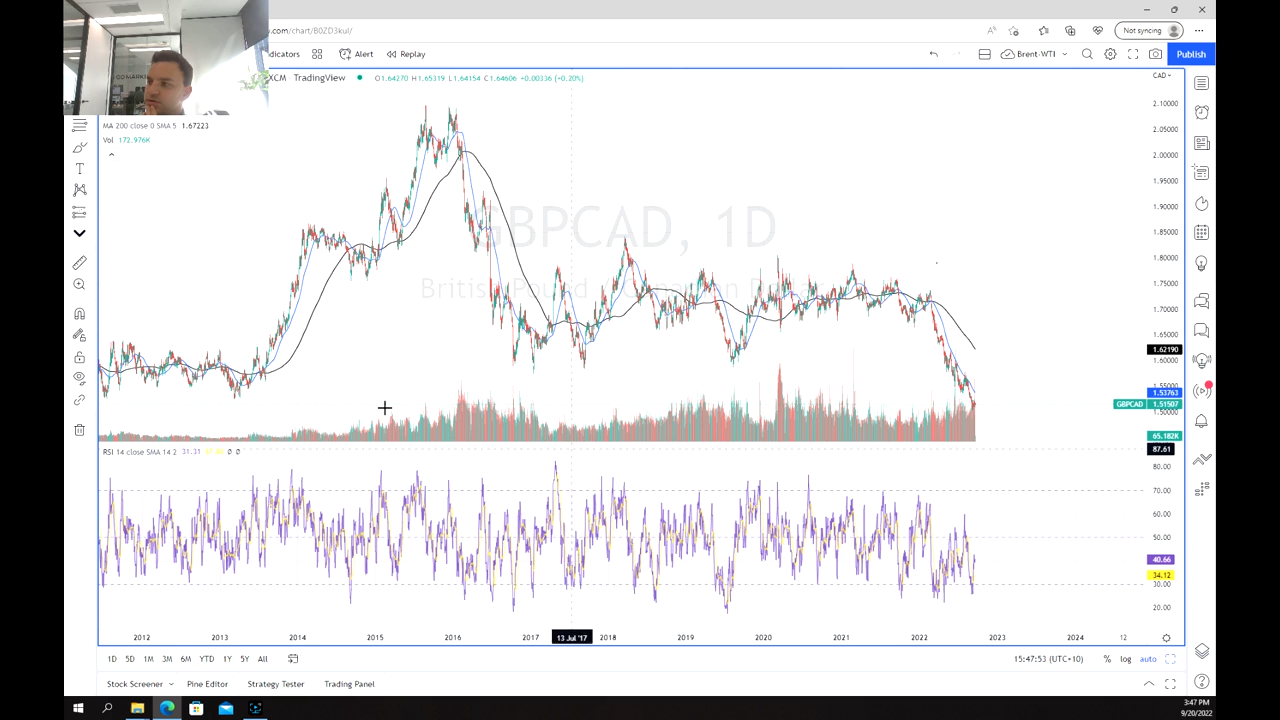 .com/chart/B0ZD3kul/
Not syncing
dicators
Alert
Replay
Brent-WTI
Publish
XCM TradingView O1.64270 H1.65319 L1.64154 C1.64606 +0.00336 (+0.20%)
CAD
MA 200 close 0 SMA 5 1.67223
Vol 172.976K
GBPCAD, 1D
2.10000
2.05000
2.00000
1.95000
1.90000
1.85000
1.80000
1.75000
1.70000
1.65000
1.62190
1.60000
1.55000
1.53763
GBPCAD 1.51507
1.50000
65.182K
87.61
RSI 14 close SMA 14 2 31.31 0 0
80.00
70.00
60.00
50.00
40.66
34.12
30.00
20.00
2012 2013 2014 2015 2016 2017 13 Jul '17 2018 2019 2020 2021 2022 2023 2024 12
1D 5D 1M 3M 6M YTD 1Y 5Y All
15:47:53 (UTC+10) % log auto
Stock Screener Pine Editor Strategy Tester Trading Panel
3:47 PM
9/20/2022